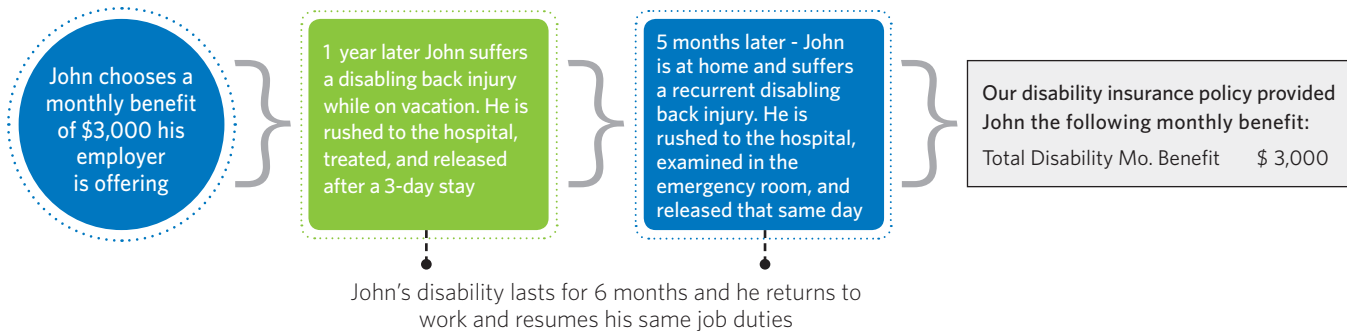 John chooses a
monthly benefit
of $3,000 his
employer
is offering
1 year later John suffers
a disabling back injury
while on vacation. He is
rushed to the hospital,
treated, and released
after a 3-day stay
5 months later - John
is at home and suffers
a recurrent disabling
back injury. He is
rushed to the hospital,
examined in the
emergency room, and
released that same day
Our disability insurance policy provided
John the following monthly benefit:
Total Disability Mo. Benefit $ 3,000
John’s disability lasts for 6 months and he returns to
work and resumes his same job duties